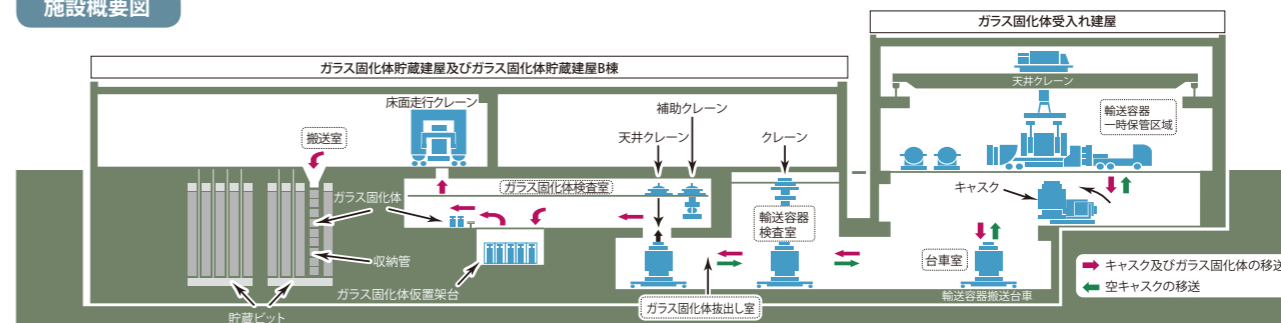 施設概要図
ガラス固化体受入れ建屋
ガラス固化体貯蔵建屋及びガラス固化体貯蔵建屋B棟
天井クレーン
床面走行クレーン
補助クレーン
搬送室
天井クレーン
クレーン
輸送容器
一時保管区域
ガラス固化体検査室
ガラス固化体
キャスク
輸送容器
検査室
収納管
台車室
キャスク及びガラス固化体の移送
空キャスクの移送
ガラス固化体仮置架台
ガラス固化体抜出し室
輸送容器搬送台車
貯蔵ピット